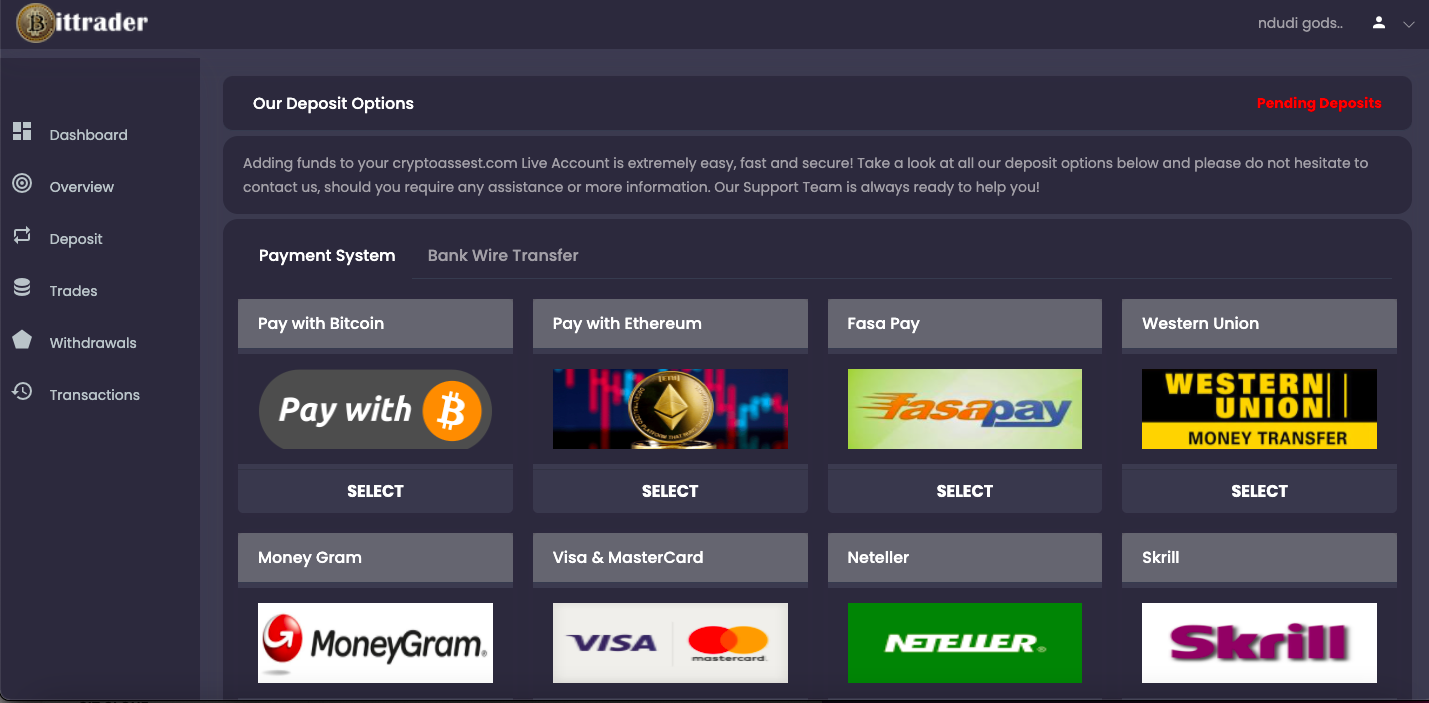 Bittrader
ndudi gods..
Our Deposit Options
Pending Deposits
Adding funds to your cryptoassest.com Live Account is extremely easy, fast and secure! Take a look at all our deposit options below and please do not hesitate to
contact us, should you require any assistance or more information. Our Support Team is always ready to help you!
Dashboard
Overview
Deposit
Trades
Withdrawals
Transactions
Payment System
Bank Wire Transfer
Pay with Bitcoin
Pay with Ethereum
Fasa Pay
Western Union
Pay with
fasapay
WESTERN
UNION
MONEY TRANSFER
SELECT
SELECT
SELECT
SELECT
Money Gram
Visa & MasterCard
Neteller
Skrill
MoneyGram®
VISA
mastercard
NETELLER®
Skrill